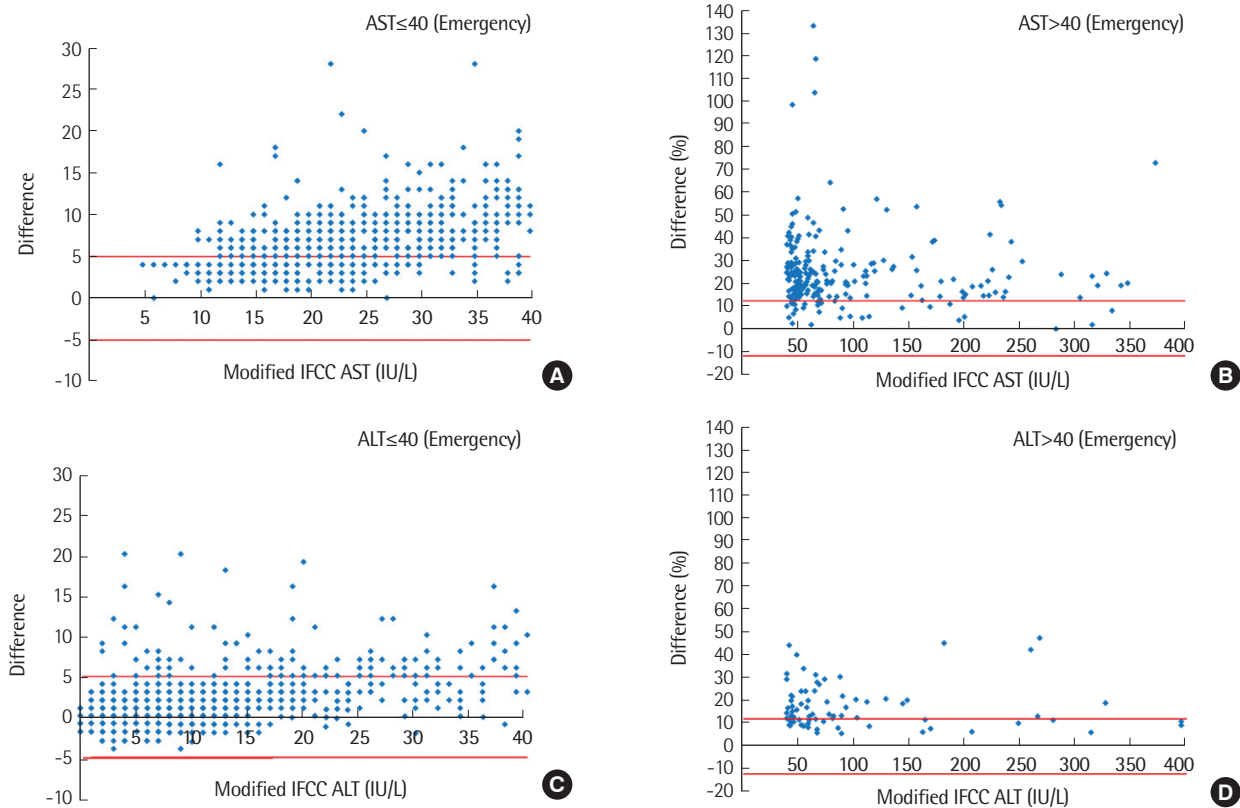 AST≤40 (Emergency)
30
25
20
15
10
5
0
-5
-10
Difference
5 10 15 20 25 30 35 40
Modified IFCC AST (IU/L)
A
AST>40 (Emergency)
140
130
120
110
100
90
80
70
60
50
40
30
20
10
0
-10
-20
Difference (%)
50 100 150 200 250 300 350 400
Modified IFCC AST (IU/L)
B
ALT≤40 (Emergency)
30
25
20
15
10
5
0
-5
-10
Difference
5 10 15 20 25 30 35 40
Modified IFCC ALT (IU/L)
C
ALT>40 (Emergency)
140
130
120
110
100
90
80
70
60
50
40
30
20
10
0
-10
-20
Difference (%)
50 100 150 200 250 300 350 400
Modified IFCC ALT (IU/L)
D